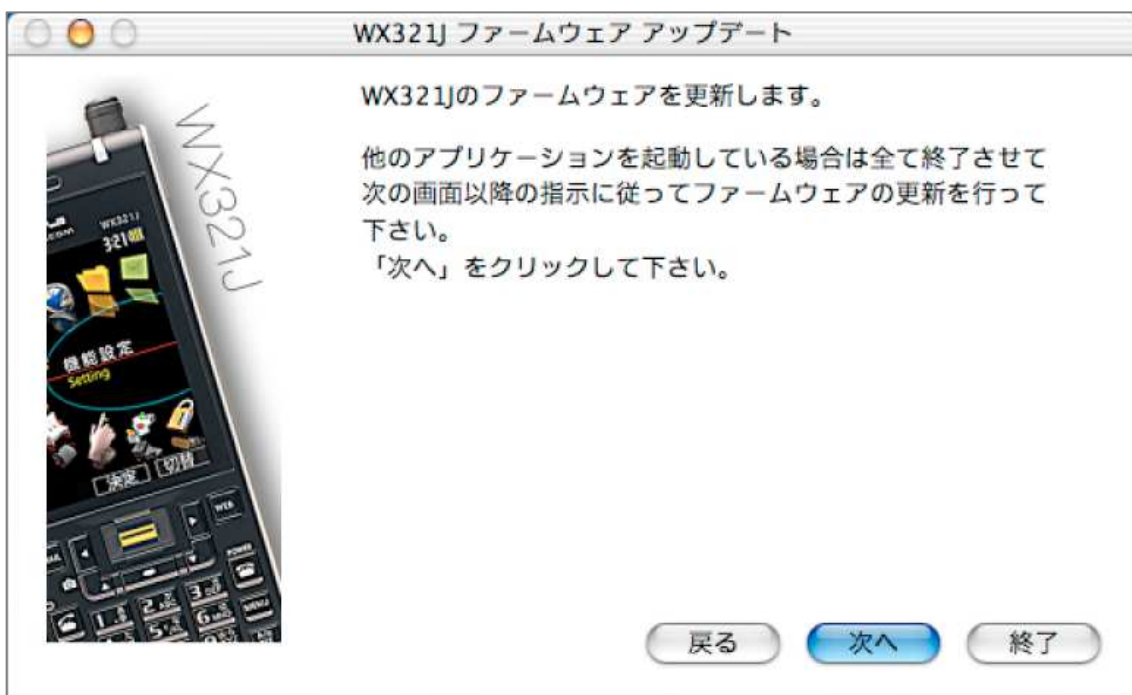 WX321J ファームウェア アップデート
WX321Jのファームウェアを更新します。
他のアプリケーションを起動している場合は全て終了させて
次の画面以降の指示に従ってファームウェアの更新を行って
下さい。
「次へ」をクリックして下さい。
WX321J
WX321J
3:21
機能設定
Setting
決定
切替
WEB
POWER
MENU
戻る
次へ
終了